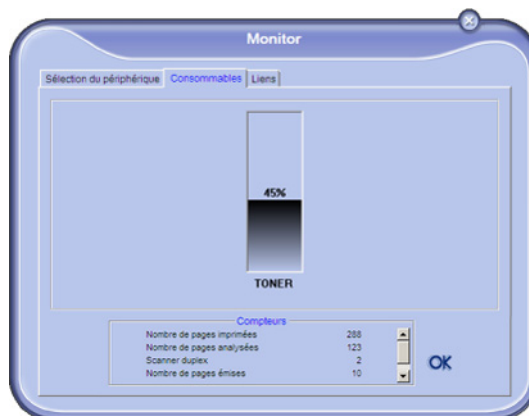 Monitor
Sélection du périphérique Consommables Liens
45%
TONER
Compteurs
Nombre de pages imprimées 288
Nombre de pages analysées 123
Scanner duplex 2
Nombre de pages émises 10
OK